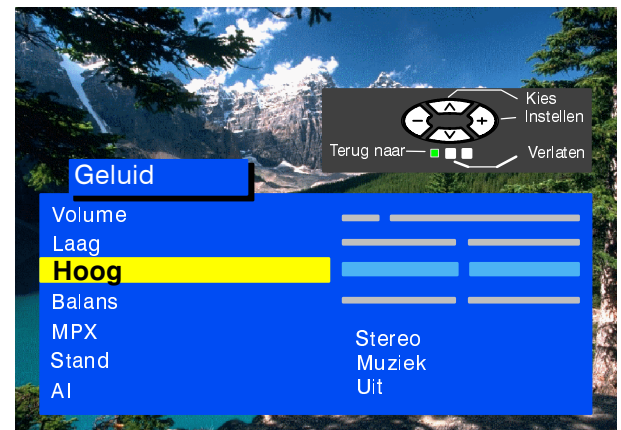 Kies
Instellen
Terug naar
Verlaten
Geluid
Volume
Laag
Hoog
Balans
MPX Stereo
Stand Muziek
AI Uit